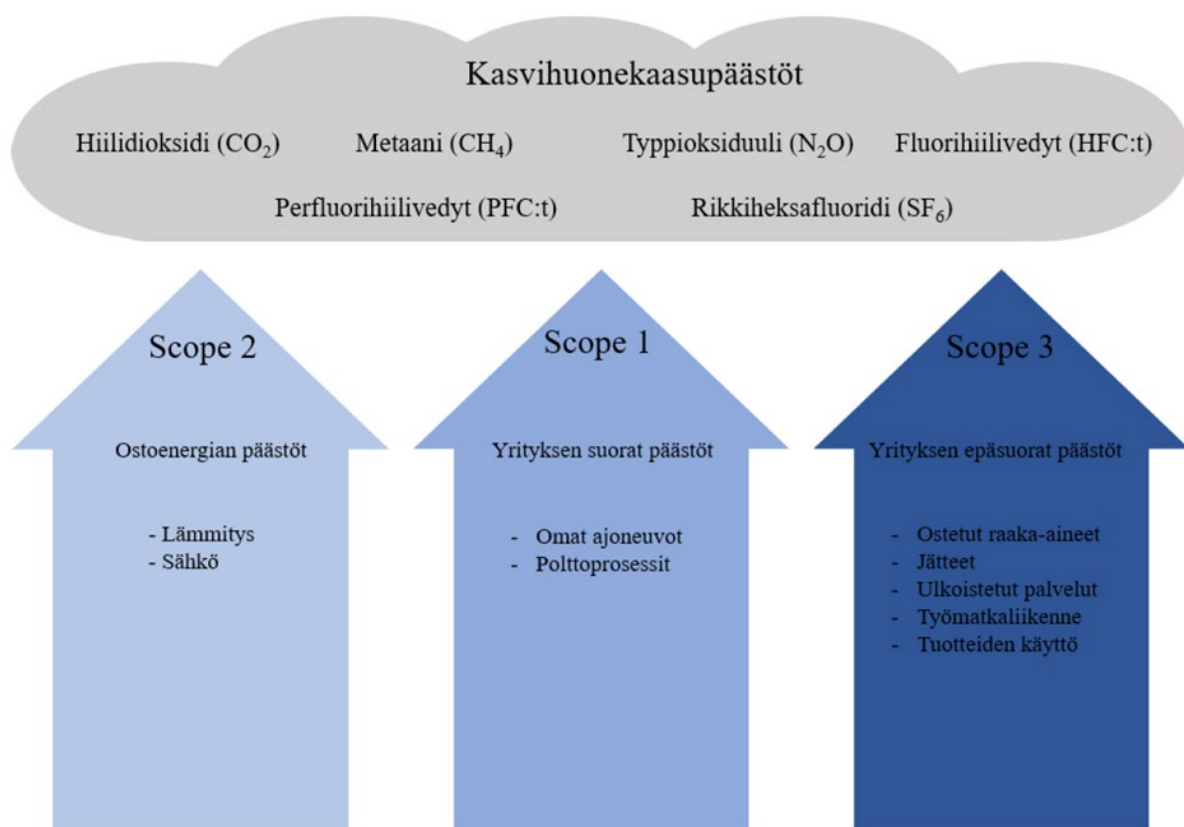 Kasvihuonekaasupäästöt
Hiilidioksidi (CO₂)
Metaani (CH₄)
Typpioksiduuli (N₂O)
Fluorihiilivedyt (HFC:t)
Perfluorihiilivedyt (PFC:t)
Rikkiheksafluoridi (SF₆)
Scope 2
Ostoenergian päästöt
- Lämmitys
- Sähkö
Scope 1
Yrityksen suorat päästöt
- Omat ajoneuvot
- Polttoprosessit
Scope 3
Yrityksen epäsuorat päästöt
- Ostetut raaka-aineet
- Jätteet
- Ulkoistetut palvelut
- Työmatkaliikenne
- Tuotteiden käyttö